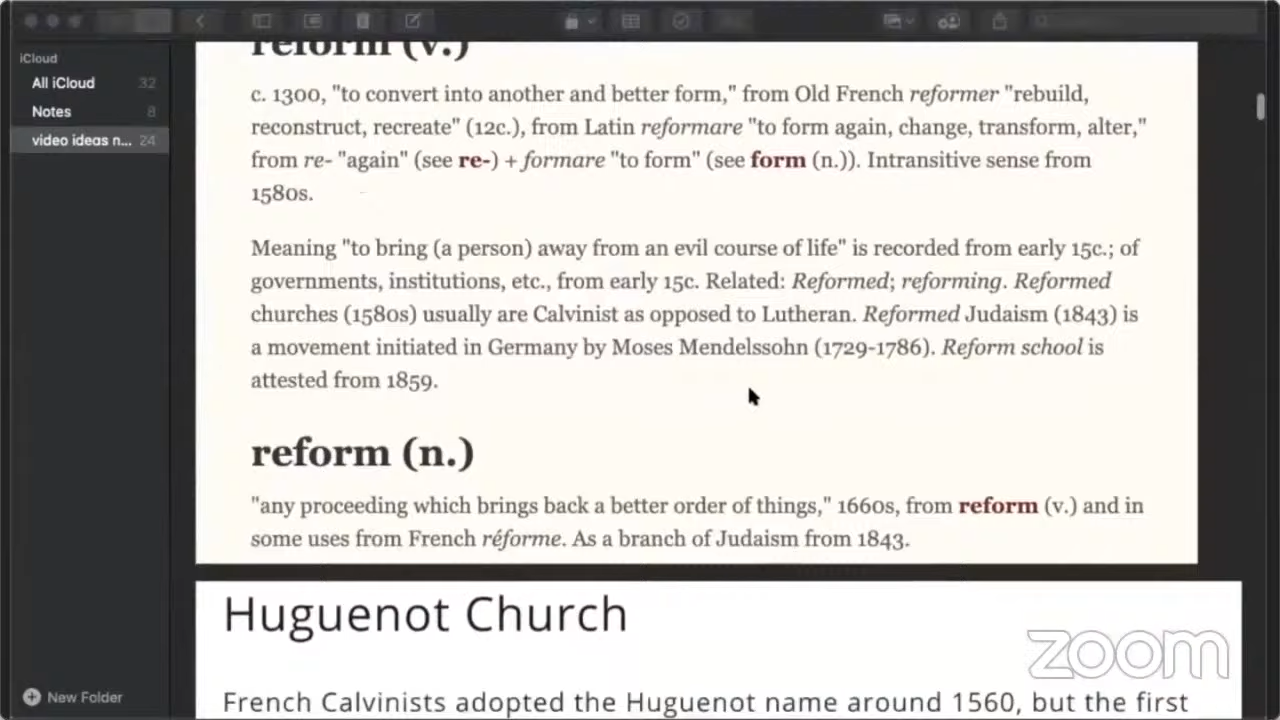 iCloud
All iCloud 32
Notes 8
video ideas n... 24
New Folder
reform (v.)
c. 1300, "to convert into another and better form," from Old French reformer "rebuild,
reconstruct, recreate" (12c.), from Latin reformare "to form again, change, transform, alter,"
from re- "again" (see re-) + formare "to form" (see form (n.)). Intransitive sense from
1580s.
Meaning "to bring (a person) away from an evil course of life" is recorded from early 15c.; of
governments, institutions, etc., from early 15c. Related: Reformed; reforming. Reformed
churches (1580s) usually are Calvinist as opposed to Lutheran. Reformed Judaism (1843) is
a movement initiated in Germany by Moses Mendelssohn (1729-1786). Reform school is
attested from 1859.
reform (n.)
"any proceeding which brings back a better order of things," 1660s, from reform (v.) and in
some uses from French réforme. As a branch of Judaism from 1843.
Huguenot Church
French Calvinists adopted the Huguenot name around 1560, but the first
zoom